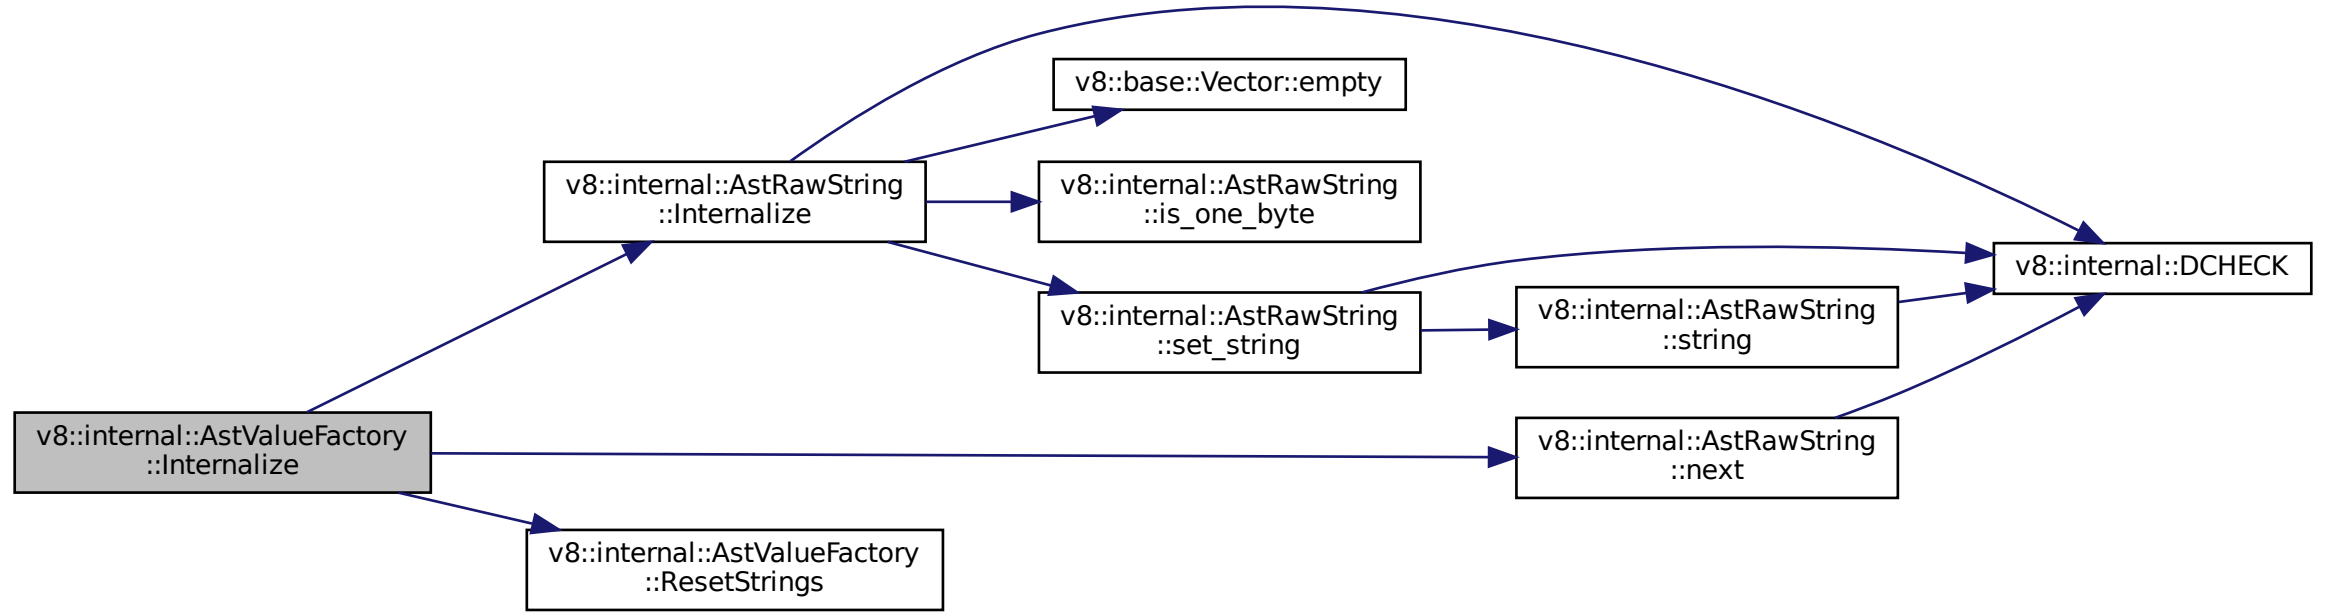 v8::base::Vector::empty
v8::internal::AstRawString
::Internalize
v8::internal::AstRawString
::is_one_byte
v8::internal::DCHECK
v8::internal::AstRawString
::set_string
v8::internal::AstRawString
::string
v8::internal::AstValueFactory
::Internalize
v8::internal::AstRawString
::next
v8::internal::AstValueFactory
::ResetStrings